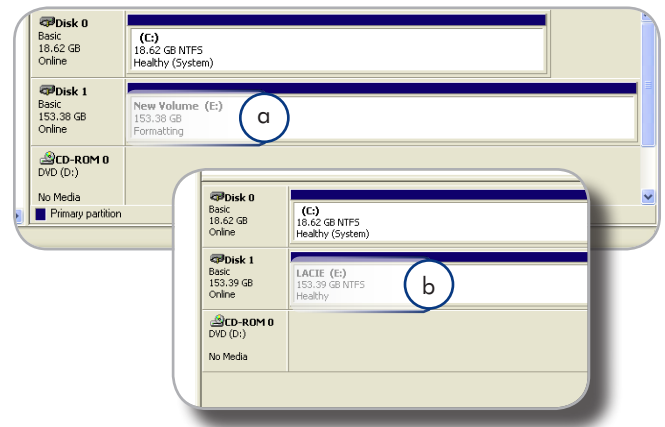 Disk 0
Basic
18.62 GB
Online
(C:)
18.62 GB NTFS
Healthy (System)
Disk 1
Basic
153.38 GB
Online
New Volume (E:)
153.38 GB
Formatting
a
CD-ROM 0
DVD (D:)
No Media
Primary partition
Disk 0
Basic
18.62 GB
Online
(C:)
18.62 GB NTFS
Healthy (System)
Disk 1
Basic
153.39 GB
Online
LACIE (E:)
153.39 GB NTFS
Healthy
b
CD-ROM 0
DVD (D:)
No Media